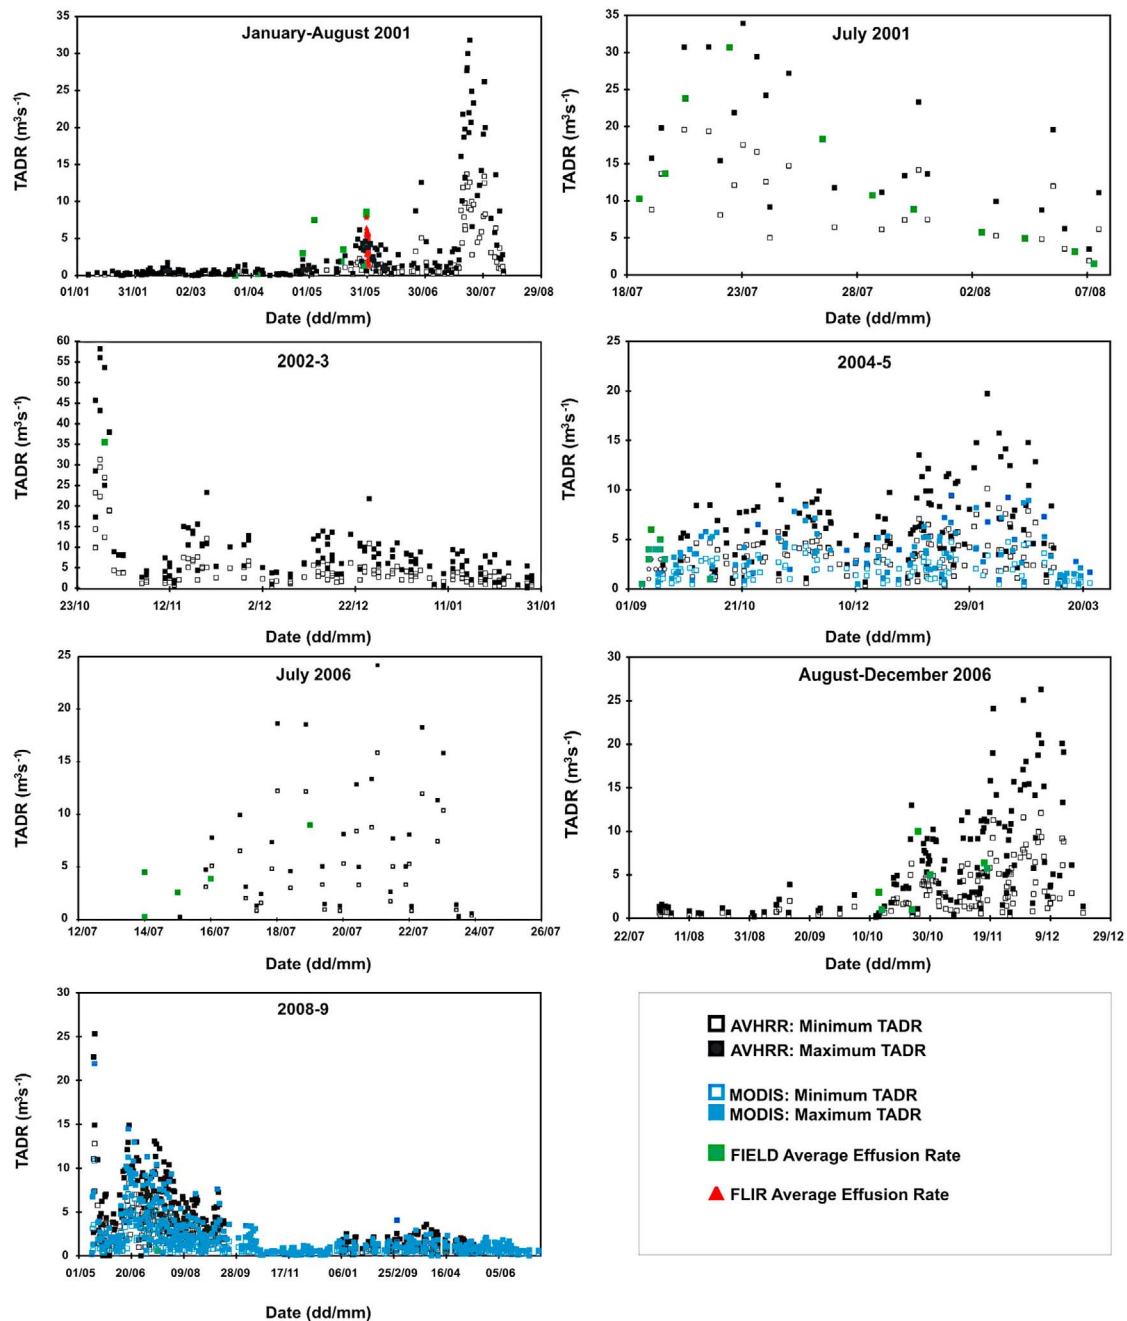 January-August 2001
TADR (m³s⁻¹)
35
30
25
20
15
10
5
0
01/01 31/01 02/03 01/04 01/05 31/05 30/06 30/07 29/08
Date (dd/mm)
July 2001
TADR (m³s⁻¹)
35
30
25
20
15
10
5
0
18/07 23/07 28/07 02/08 07/08
Date (dd/mm)
2002-3
TADR (m³s⁻¹)
60
55
50
45
40
35
30
25
20
15
10
5
0
23/10 12/11 2/12 22/12 11/01 31/01
Date (dd/mm)
2004-5
TADR (m³s⁻¹)
25
20
15
10
5
0
01/09 21/10 10/12 29/01 20/03
Date (dd/mm)
July 2006
TADR (m³s⁻¹)
25
20
15
10
5
0
12/07 14/07 16/07 18/07 20/07 22/07 24/07 26/07
Date (dd/mm)
August-December 2006
TADR (m³s⁻¹)
30
25
20
15
10
5
0
22/07 11/08 31/08 20/09 10/10 30/10 19/11 9/12 29/12
Date (dd/mm)
2008-9
TADR (m³s⁻¹)
30
25
20
15
10
5
0
01/05 20/06 09/08 28/09 17/11 06/01 25/2/09 16/04 05/06
Date (dd/mm)
AVHRR: Minimum TADR
AVHRR: Maximum TADR
MODIS: Minimum TADR
MODIS: Maximum TADR
FIELD Average Effusion Rate
FLIR Average Effusion Rate